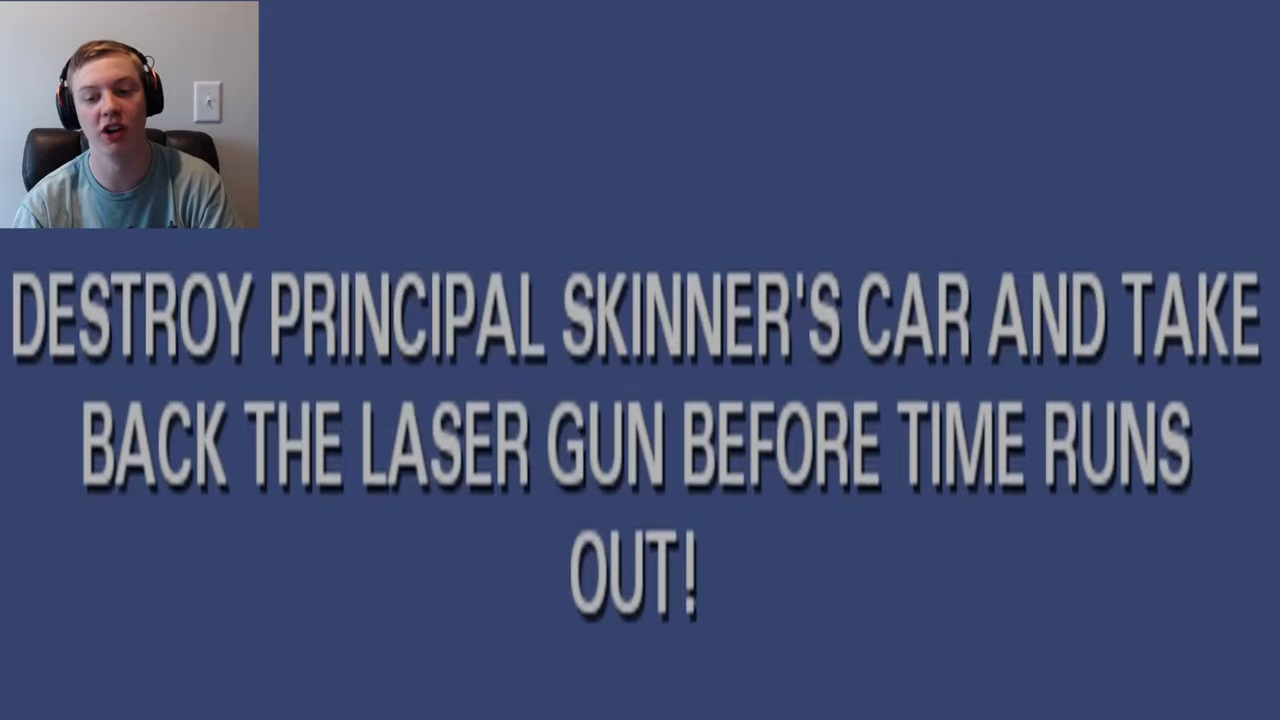 DESTROY PRINCIPAL SKINNER'S CAR AND TAKE
BACK THE LASER GUN BEFORE TIME RUNS
OUT!